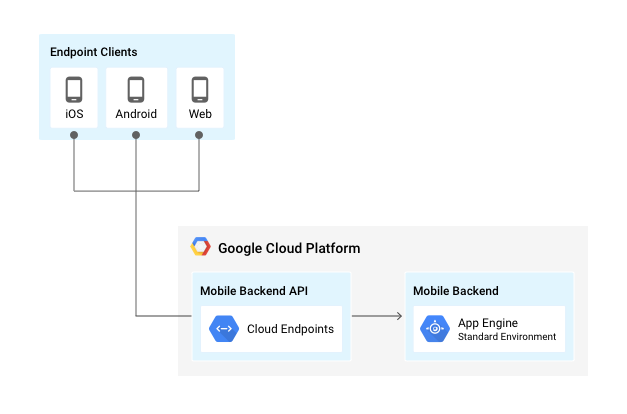 Endpoint Clients
iOS
Android
Web
Google Cloud Platform
Mobile Backend API
Cloud Endpoints
Mobile Backend
App Engine
Standard Environment